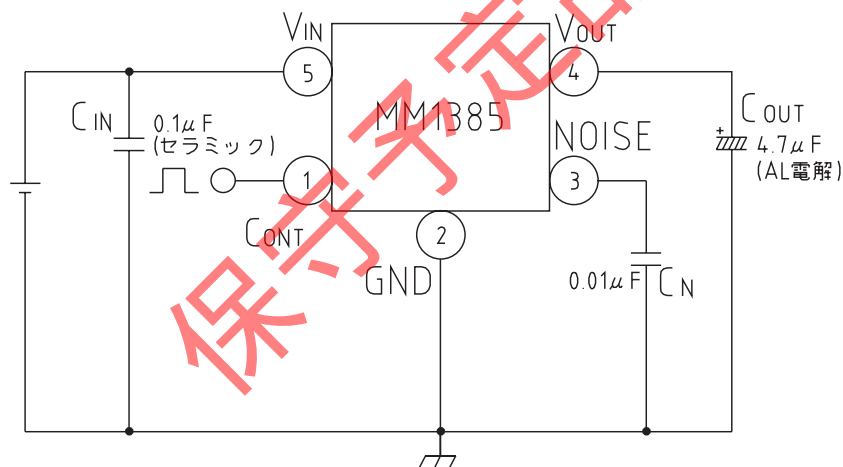 VIN
VOUT
5
4
MM1385
CIN
0.1μF
(セラミック)
COUT
+
4.7μF
(AL電解)
NOISE
1
3
CONT
2
GND
0.01μF
CN
保守予定